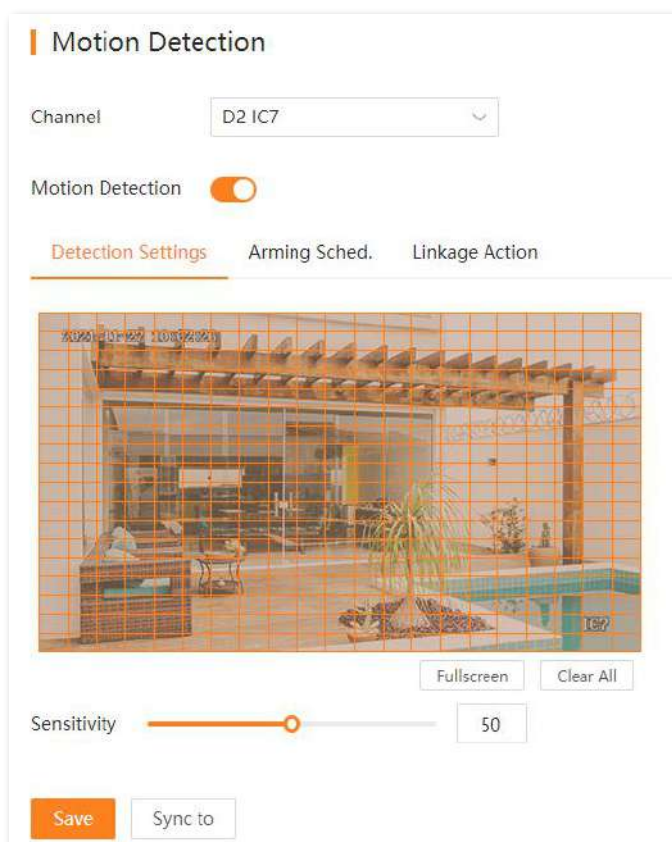 Motion Detection
Channel D2 IC7
Motion Detection
Detection Settings Arming Sched. Linkage Action
IC7
Fullscreen Clear All
Sensitivity 50
Save Sync to